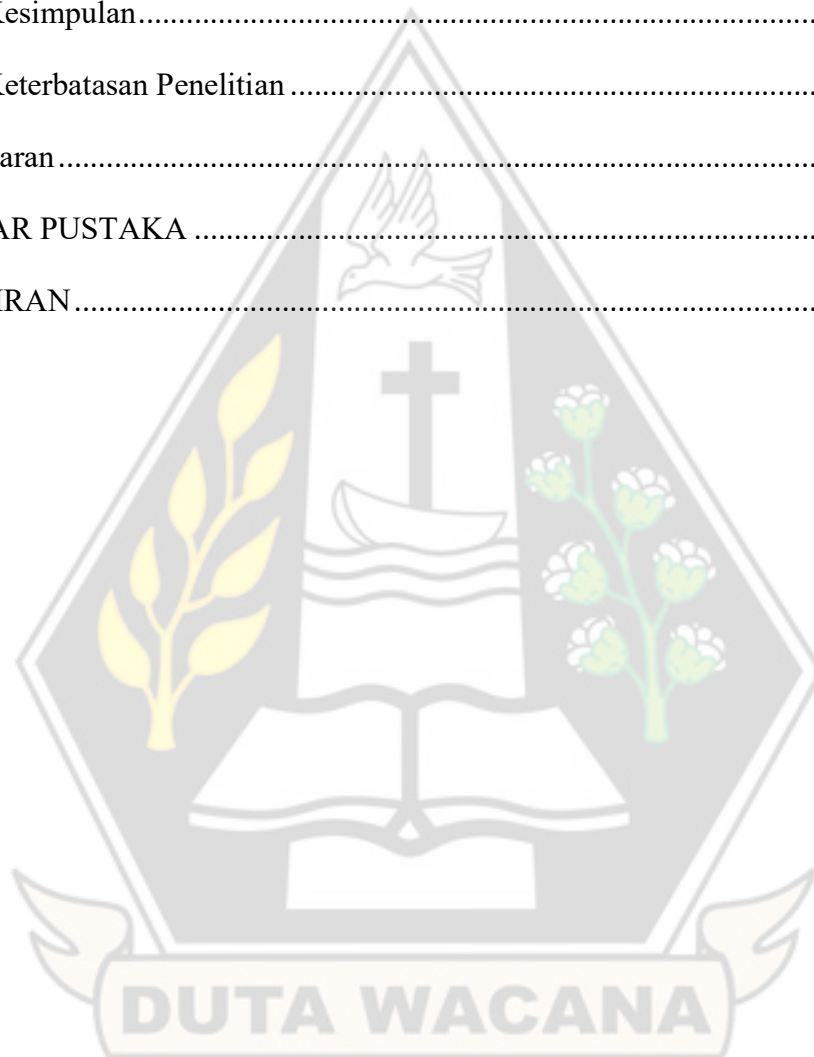 Kesimpulan
Keterbatasan Penelitian
aran
AR PUSTAKA
IRAN
DUTA WACANA